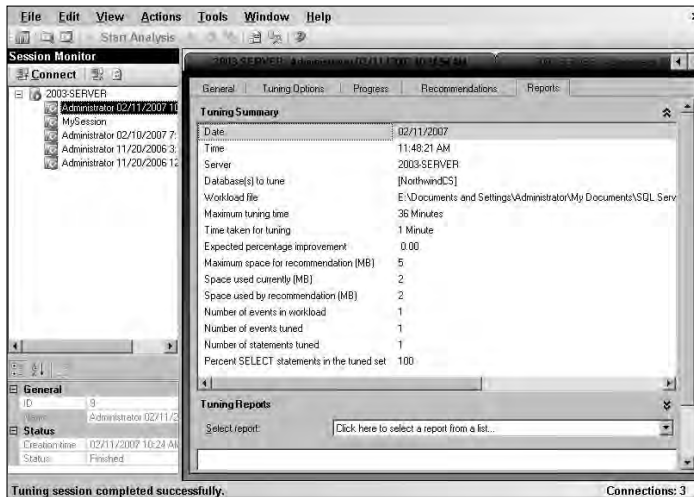 File Edit View Actions Tools Window Help
Start Analysis
Session Monitor
Connect
2003-SERVER
Administrator 02/11/2007 10
MySession
Administrator 02/10/2007 7:
Administrator 11/20/2006 3:
Administrator 11/20/2006 12
General
ID 9
Name Administrator 02/11/2
Status
Creation time 02/11/2007 10:24 AM
Status Finished
2003-SERVER - Administrator 02/11/2007
General Tuning Options Progress Recommendations Reports
Tuning Summary
Date 02/11/2007
Time 11:48:21 AM
Server 2003-SERVER
Database(s) to tune [NorthwindCS]
Workload file E:\Documents and Settings\Administrator\My Documents\SQL Serv
Maximum tuning time 36 Minutes
Time taken for tuning 1 Minute
Expected percentage improvement 0.00
Maximum space for recommendation (MB) 5
Space used currently (MB) 2
Space used by recommendation (MB) 2
Number of events in workload 1
Number of events tuned 1
Number of statements tuned 1
Percent SELECT statements in the tuned set 100
Tuning Reports
Select report: Click here to select a report from a list...
Tuning session completed successfully. Connections: 3